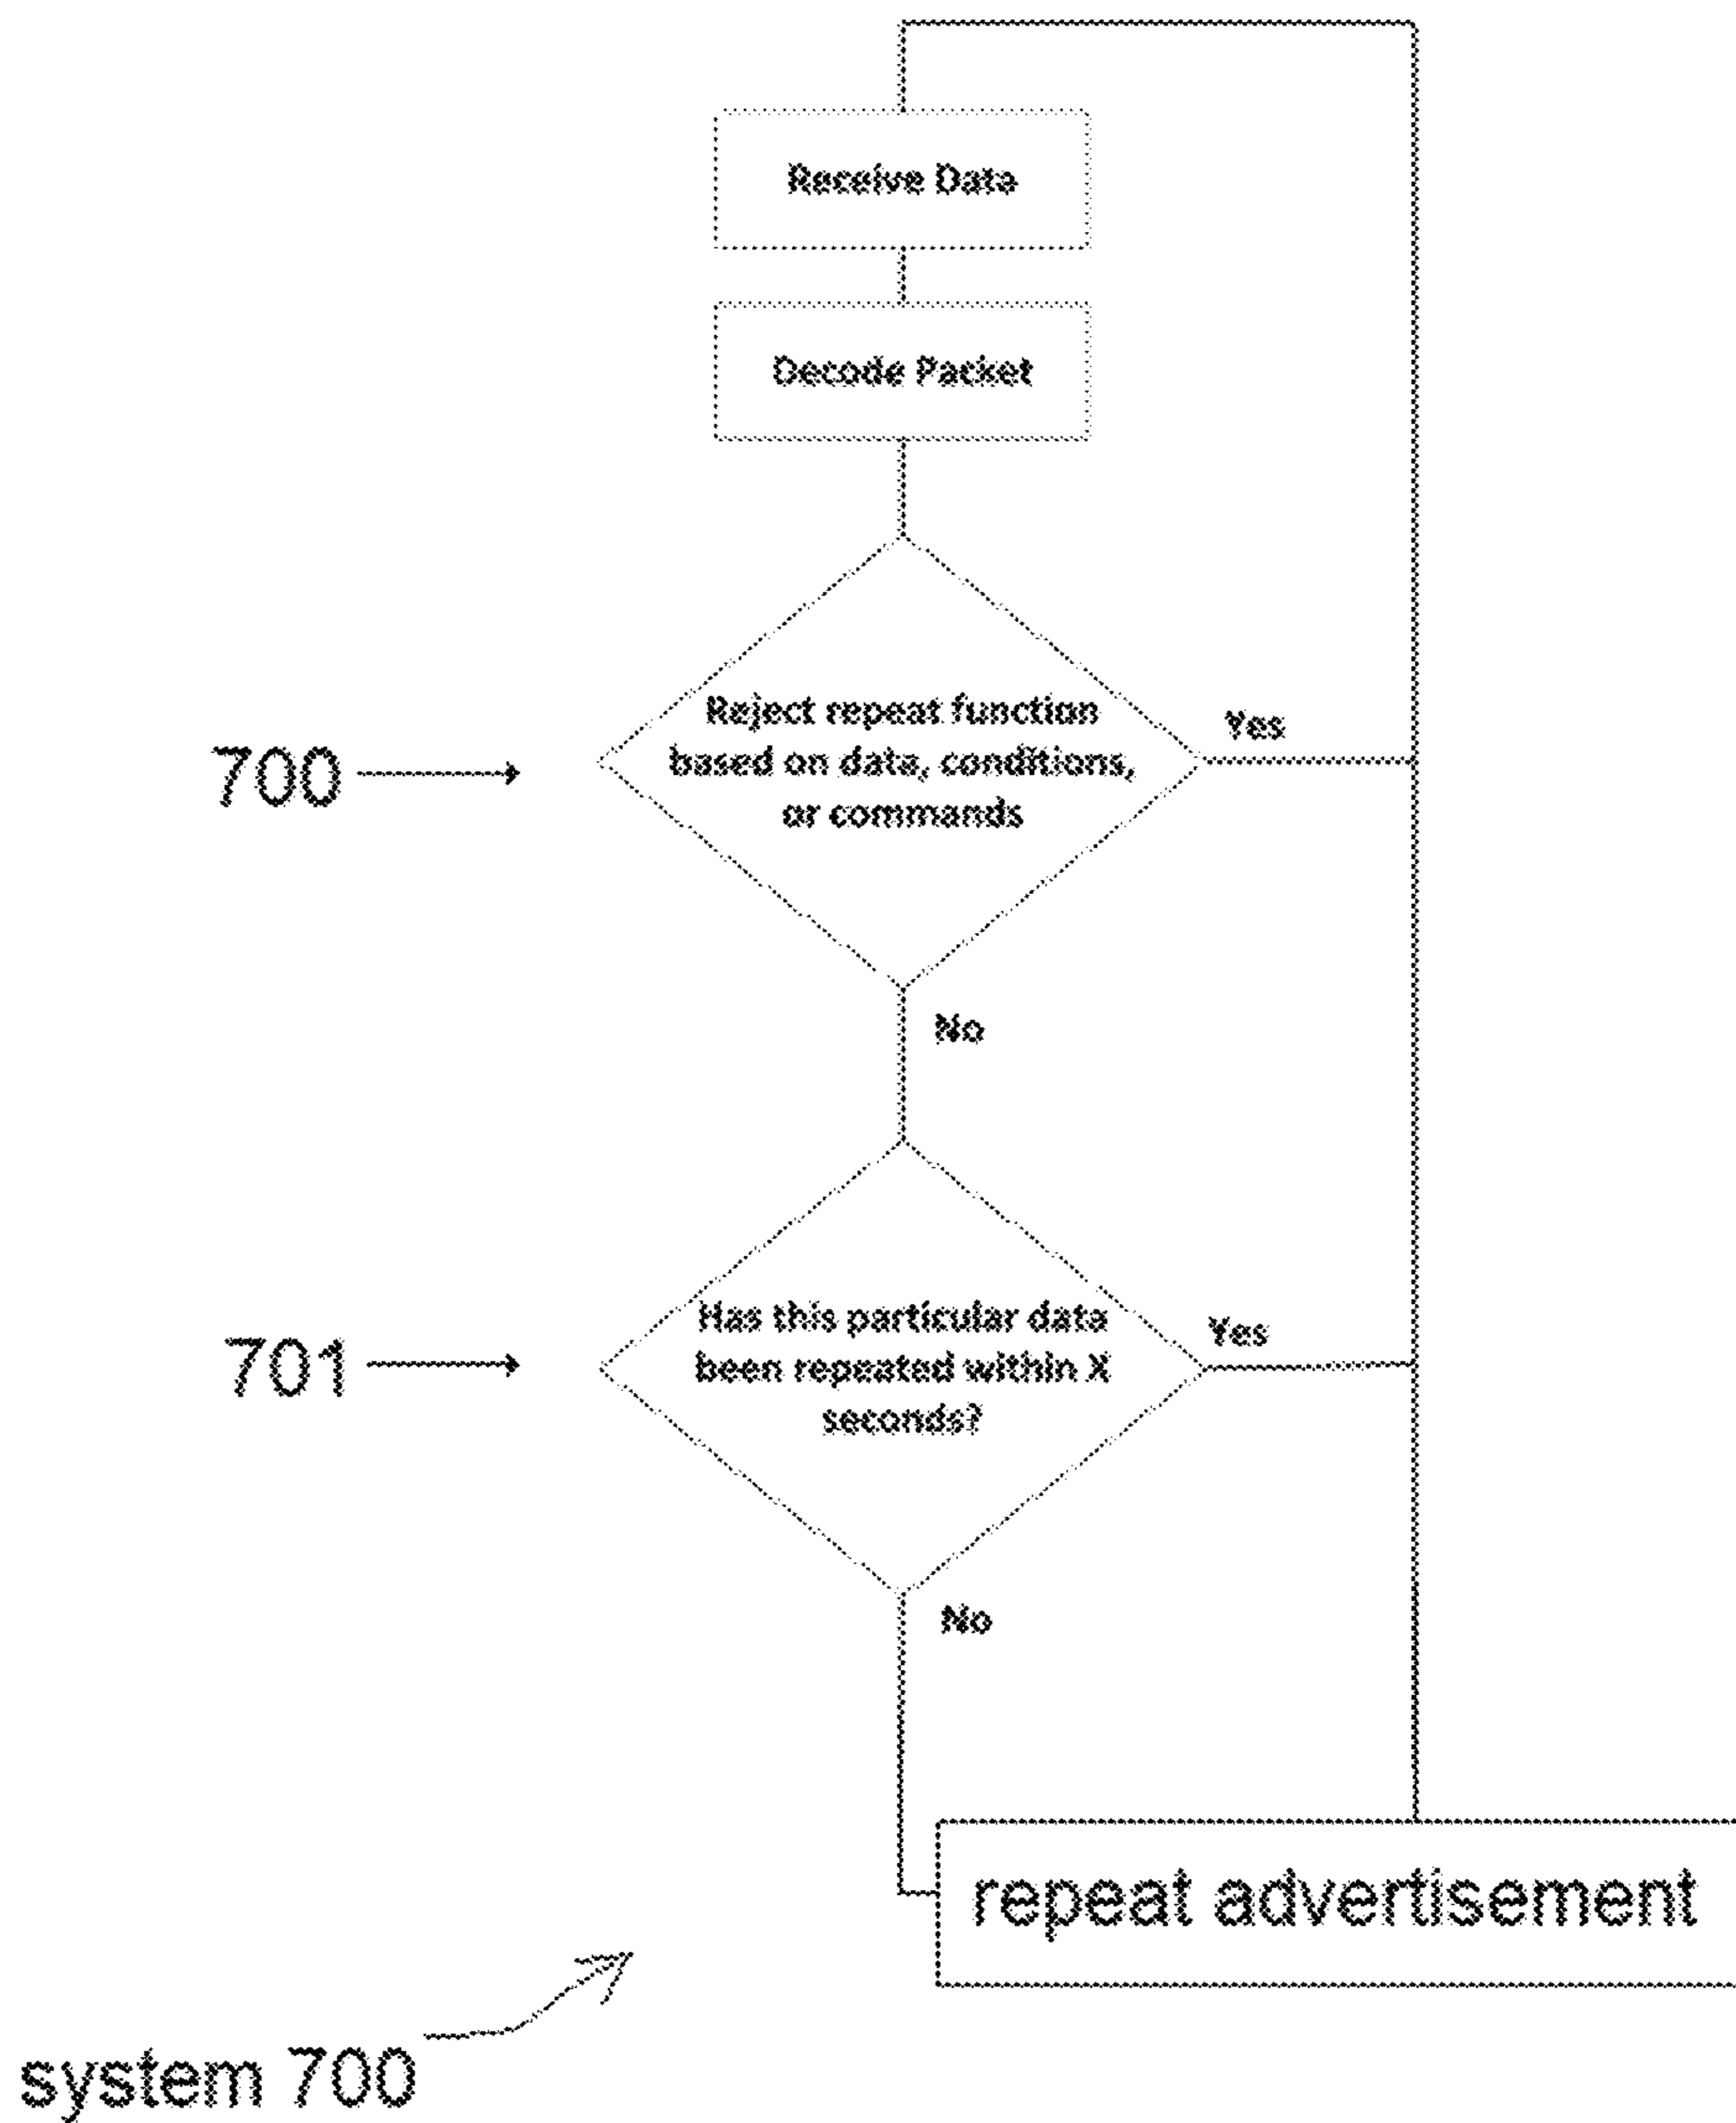 Receive Data
Decode Packet
Reject repeat function
based on data, conditions,
or commands
Yes
700
No
Has this particular data
been repeated within X
seconds?
Yes
701
No
repeat advertisement
system 700